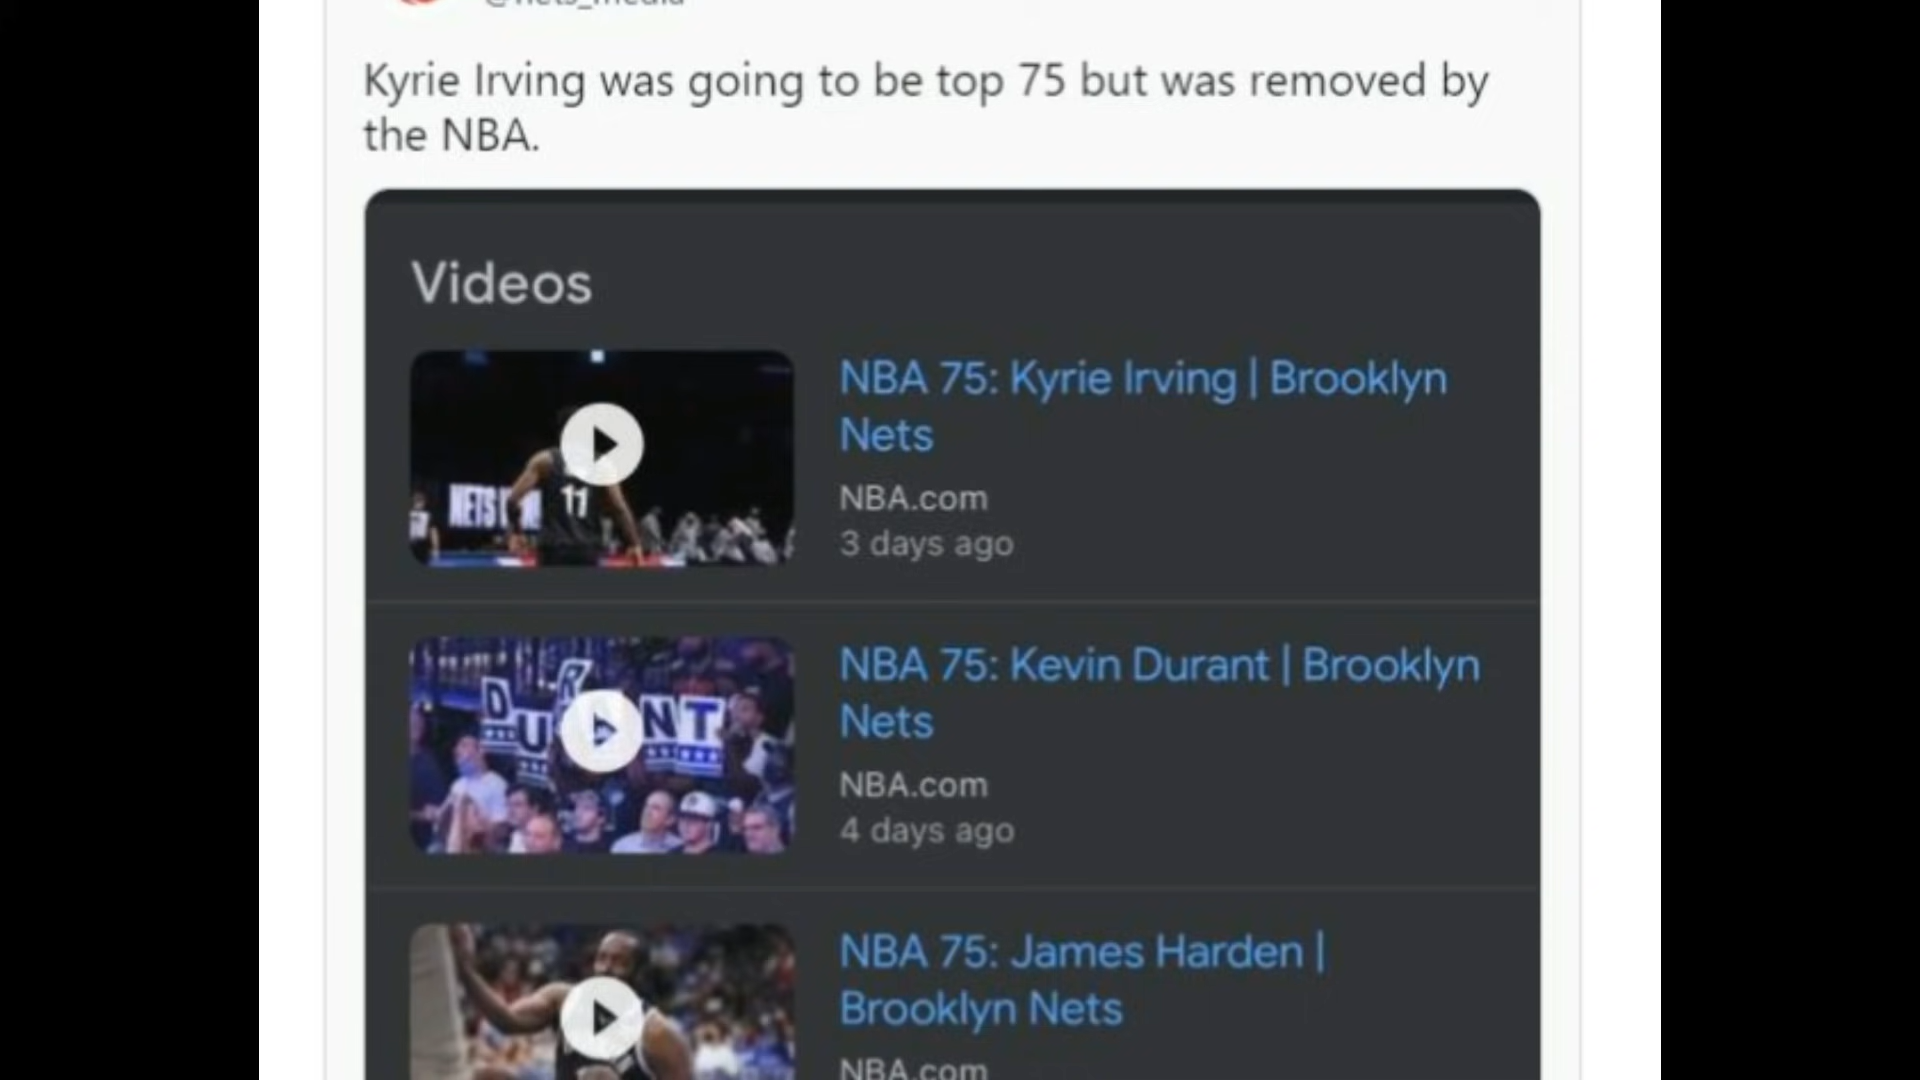 @nets_media
Kyrie Irving was going to be top 75 but was removed by
the NBA.
Videos
NBA 75: Kyrie Irving | Brooklyn
Nets
NBA.com
3 days ago
11
NBA 75: Kevin Durant | Brooklyn
Nets
NBA.com
4 days ago
NBA 75: James Harden |
Brooklyn Nets
NBA.com